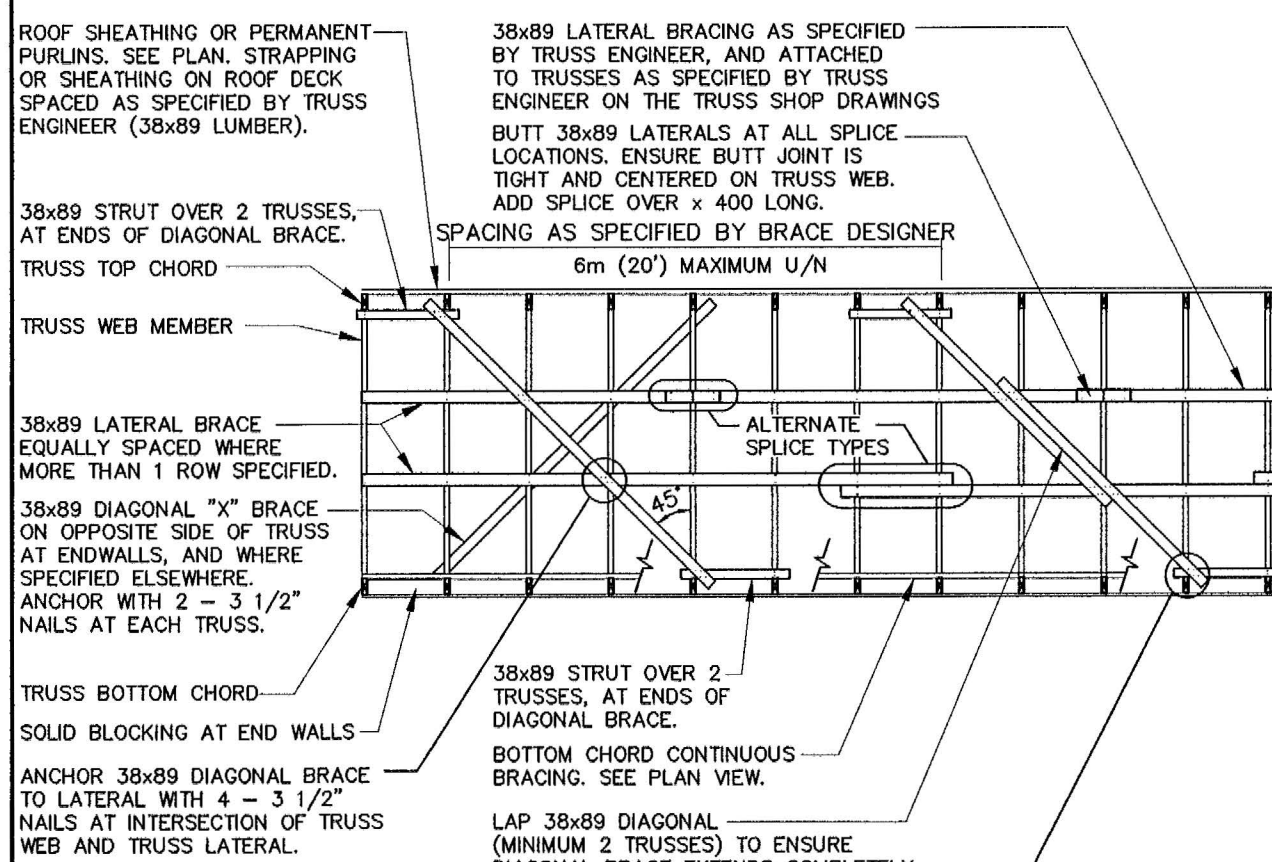 ROOF SHEATHING OR PERMANENT
PURLINS. SEE PLAN. STRAPPING
OR SHEATHING ON ROOF DECK
SPACED AS SPECIFIED BY TRUSS
ENGINEER (38x89 LUMBER).
38x89 STRUT OVER 2 TRUSSES,
AT ENDS OF DIAGONAL BRACE.
TRUSS TOP CHORD
TRUSS WEB MEMBER
38x89 LATERAL BRACE
EQUALLY SPACED WHERE
MORE THAN 1 ROW SPECIFIED.
38x89 DIAGONAL "X" BRACE
ON OPPOSITE SIDE OF TRUSS
AT ENDWALLS, AND WHERE
SPECIFIED ELSEWHERE.
ANCHOR WITH 2 – 3 1/2"
NAILS AT EACH TRUSS.
TRUSS BOTTOM CHORD
SOLID BLOCKING AT END WALLS
ANCHOR 38x89 DIAGONAL BRACE
TO LATERAL WITH 4 – 3 1/2"
NAILS AT INTERSECTION OF TRUSS
WEB AND TRUSS LATERAL.
38x89 LATERAL BRACING AS SPECIFIED
BY TRUSS ENGINEER, AND ATTACHED
TO TRUSSES AS SPECIFIED BY TRUSS
ENGINEER ON THE TRUSS SHOP DRAWINGS
BUTT 38x89 LATERALS AT ALL SPLICE
LOCATIONS. ENSURE BUTT JOINT IS
TIGHT AND CENTERED ON TRUSS WEB.
ADD SPLICE OVER x 400 LONG.
SPACING AS SPECIFIED BY BRACE DESIGNER
6m (20') MAXIMUM U/N
ALTERNATE
SPLICE TYPES
45°
38x89 STRUT OVER 2
TRUSSES, AT ENDS OF
DIAGONAL BRACE.
BOTTOM CHORD CONTINUOUS
BRACING. SEE PLAN VIEW.
LAP 38x89 DIAGONAL
(MINIMUM 2 TRUSSES) TO ENSURE
DIAGONAL BRACE EXTENDS COMPLETELY